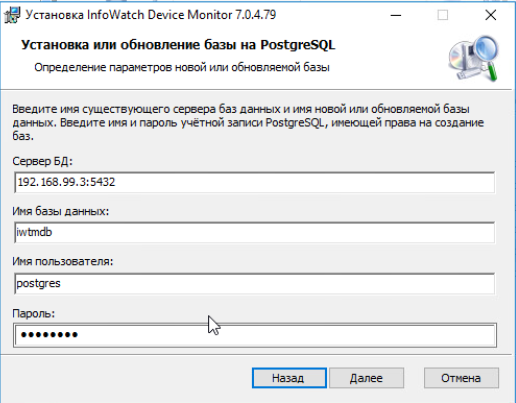 Установка InfoWatch Device Monitor 7.0.4.79
Установка или обновление базы на PostgreSQL
Определение параметров новой или обновляемой базы
Введите имя существующего сервера баз данных и имя новой или обновляемой базы
данных. Введите имя и пароль учётной записи PostgreSQL, имеющей права на создание
баз.
Сервер БД:
192.168.99.3:5432
Имя базы данных:
iwtmdb
Имя пользователя:
postgres
Пароль:
••••••••
Назад Далее Отмена